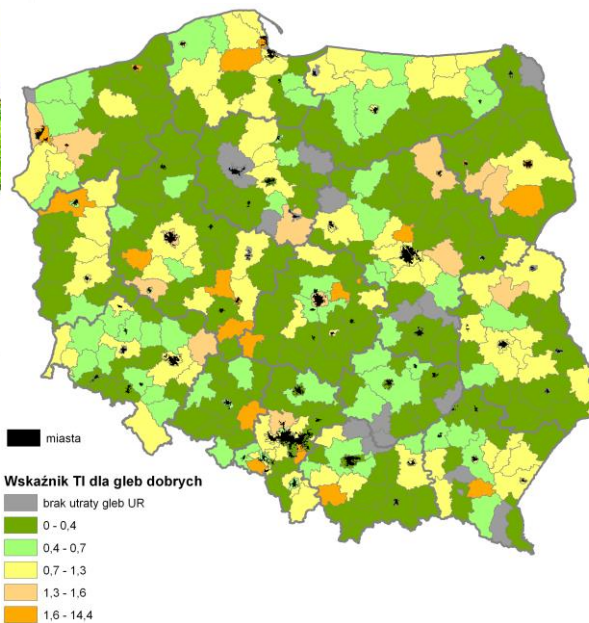 miasta
Wskaźnik TI dla gleb dobrych
brak utraty gleb UR
0 - 0,4
0,4 - 0,7
0,7 - 1,3
1,3 - 1,6
1,6 - 14,4